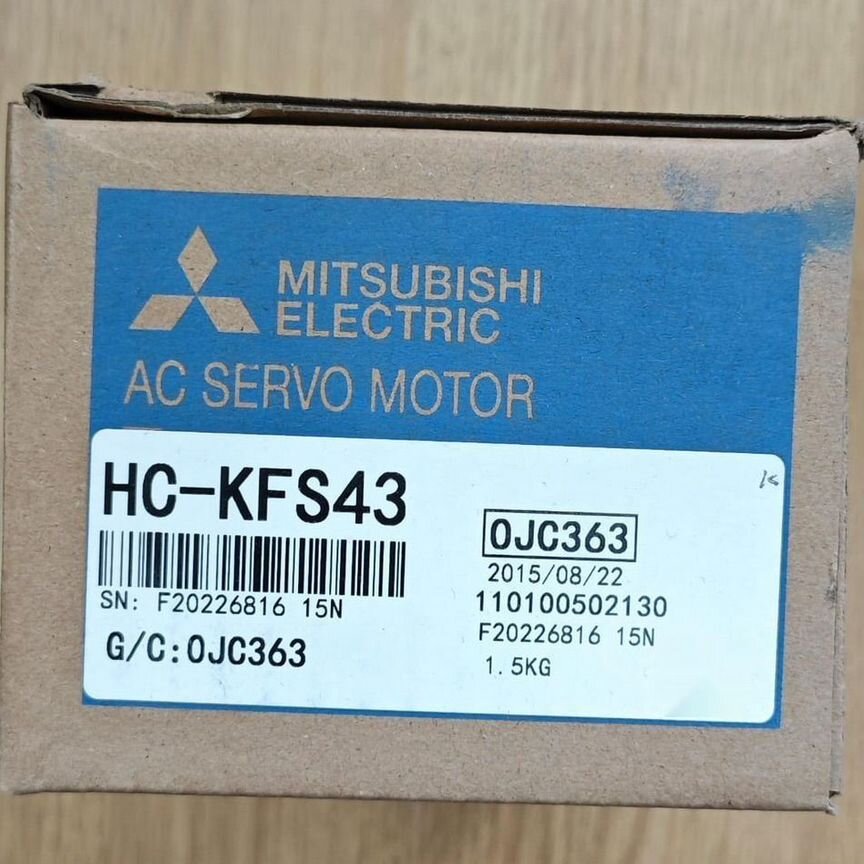 MITSUBISHI
ELECTRIC
AC SERVO MOTOR
HC-KFS43
SN: F20226816 15N
G/C:0JC363
0JC363
2015/08/22
110100502130
F20226816 15N
1.5KG